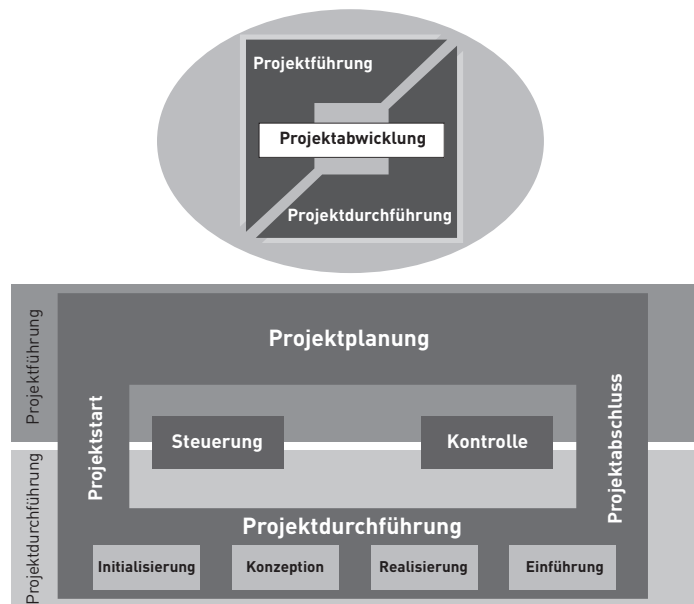 Projektführung
Projektabwicklung
Projektdurchführung
Projektführung
Projektplanung
Projektstart
Steuerung
Kontrolle
Projektabschluss
Projektdurchführung
Projektdurchführung
Initialisierung
Konzeption
Realisierung
Einführung